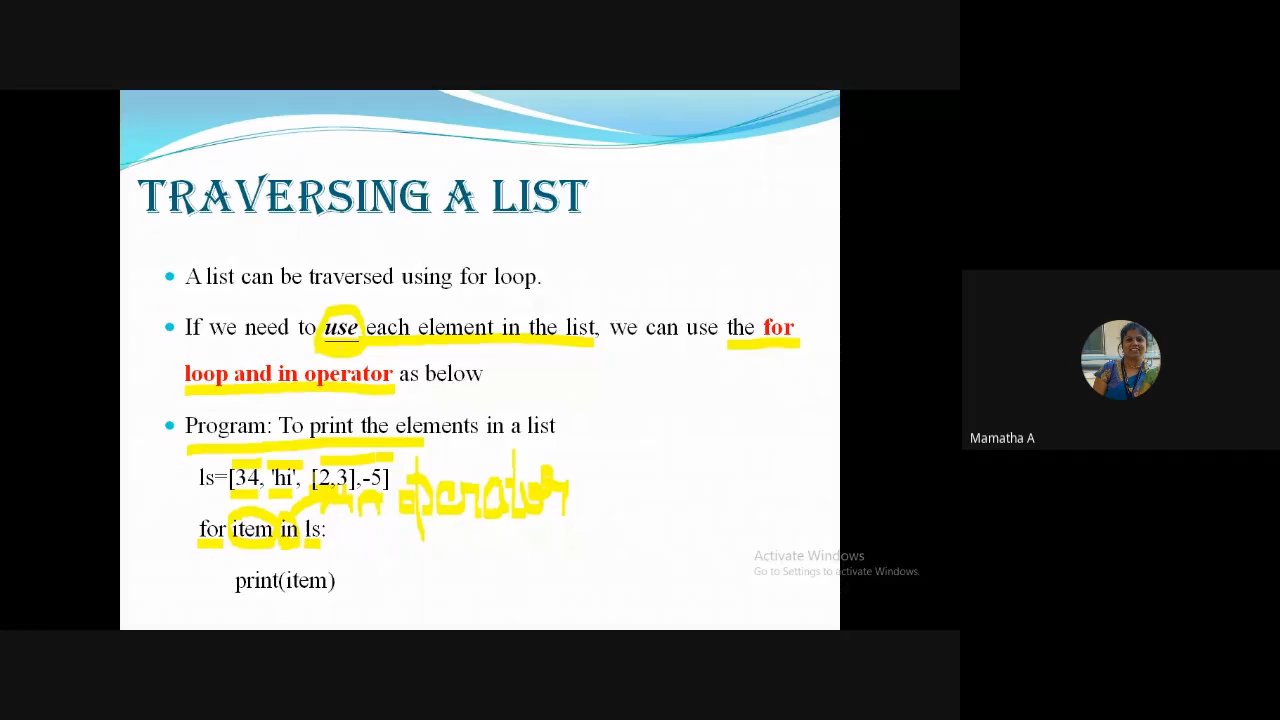 TRAVERSING A LIST
A list can be traversed using for loop.
If we need to use each element in the list, we can use the for
loop and in operator as below
Program: To print the elements in a list
ls=[34, 'hi', [2,3],-5]
in operator
for item in ls:
print(item)
Activate Windows
Go to Settings to activate Windows.
Mamatha A